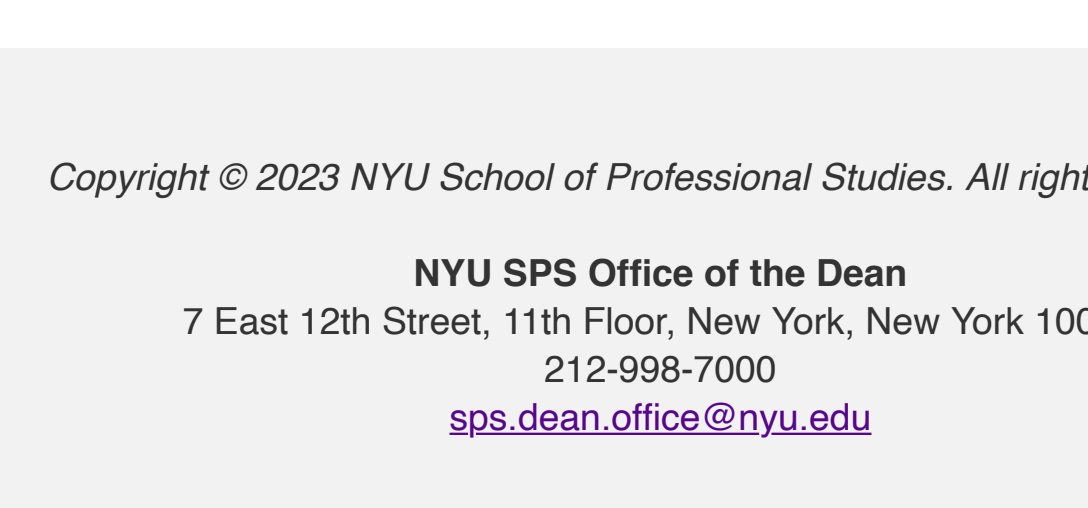 Copyright © 2023 NYU School of Professional Studies. All right
NYU SPS Office of the Dean
7 East 12th Street, 11th Floor, New York, New York 100
212-998-7000
sps.dean.office@nyu.edu